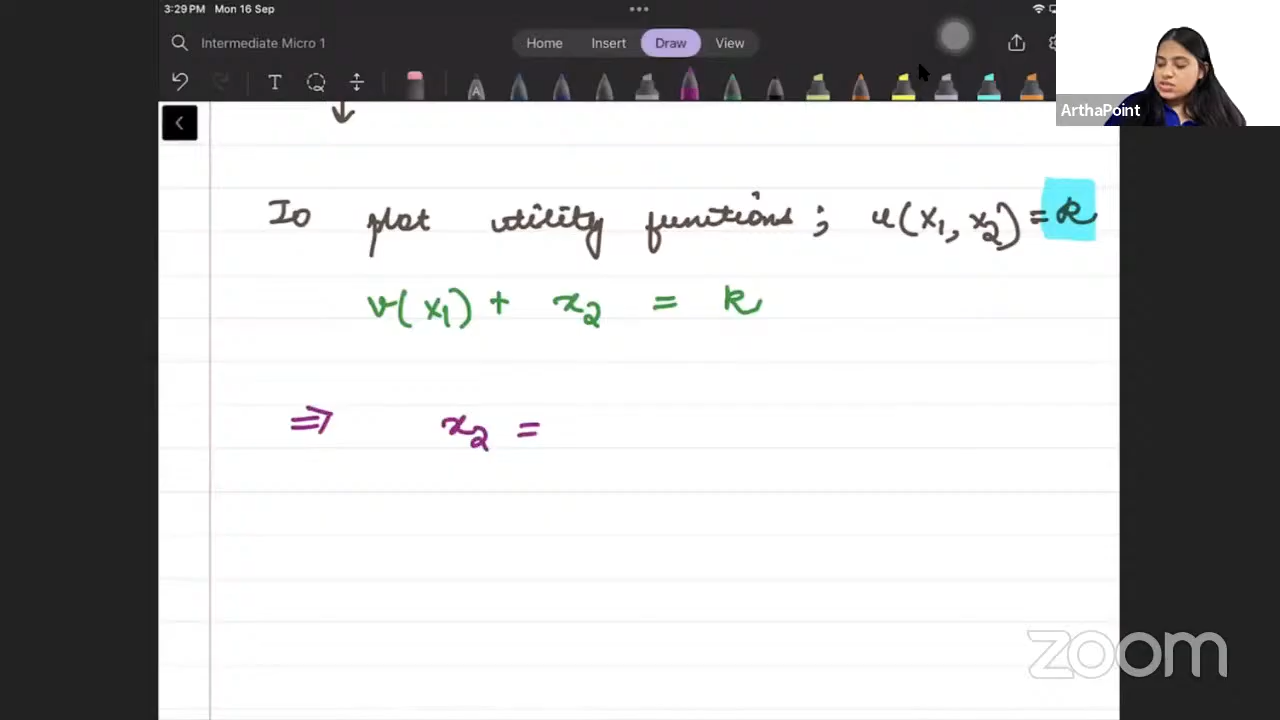 3:29 PM Mon 16 Sep
Intermediate Micro 1
Home Insert Draw View
ArthaPoint
To plot utility functions ; u(x₁, x₂) = k
v(x₁) + x₂ = k
⇒ x₂ =
zoom